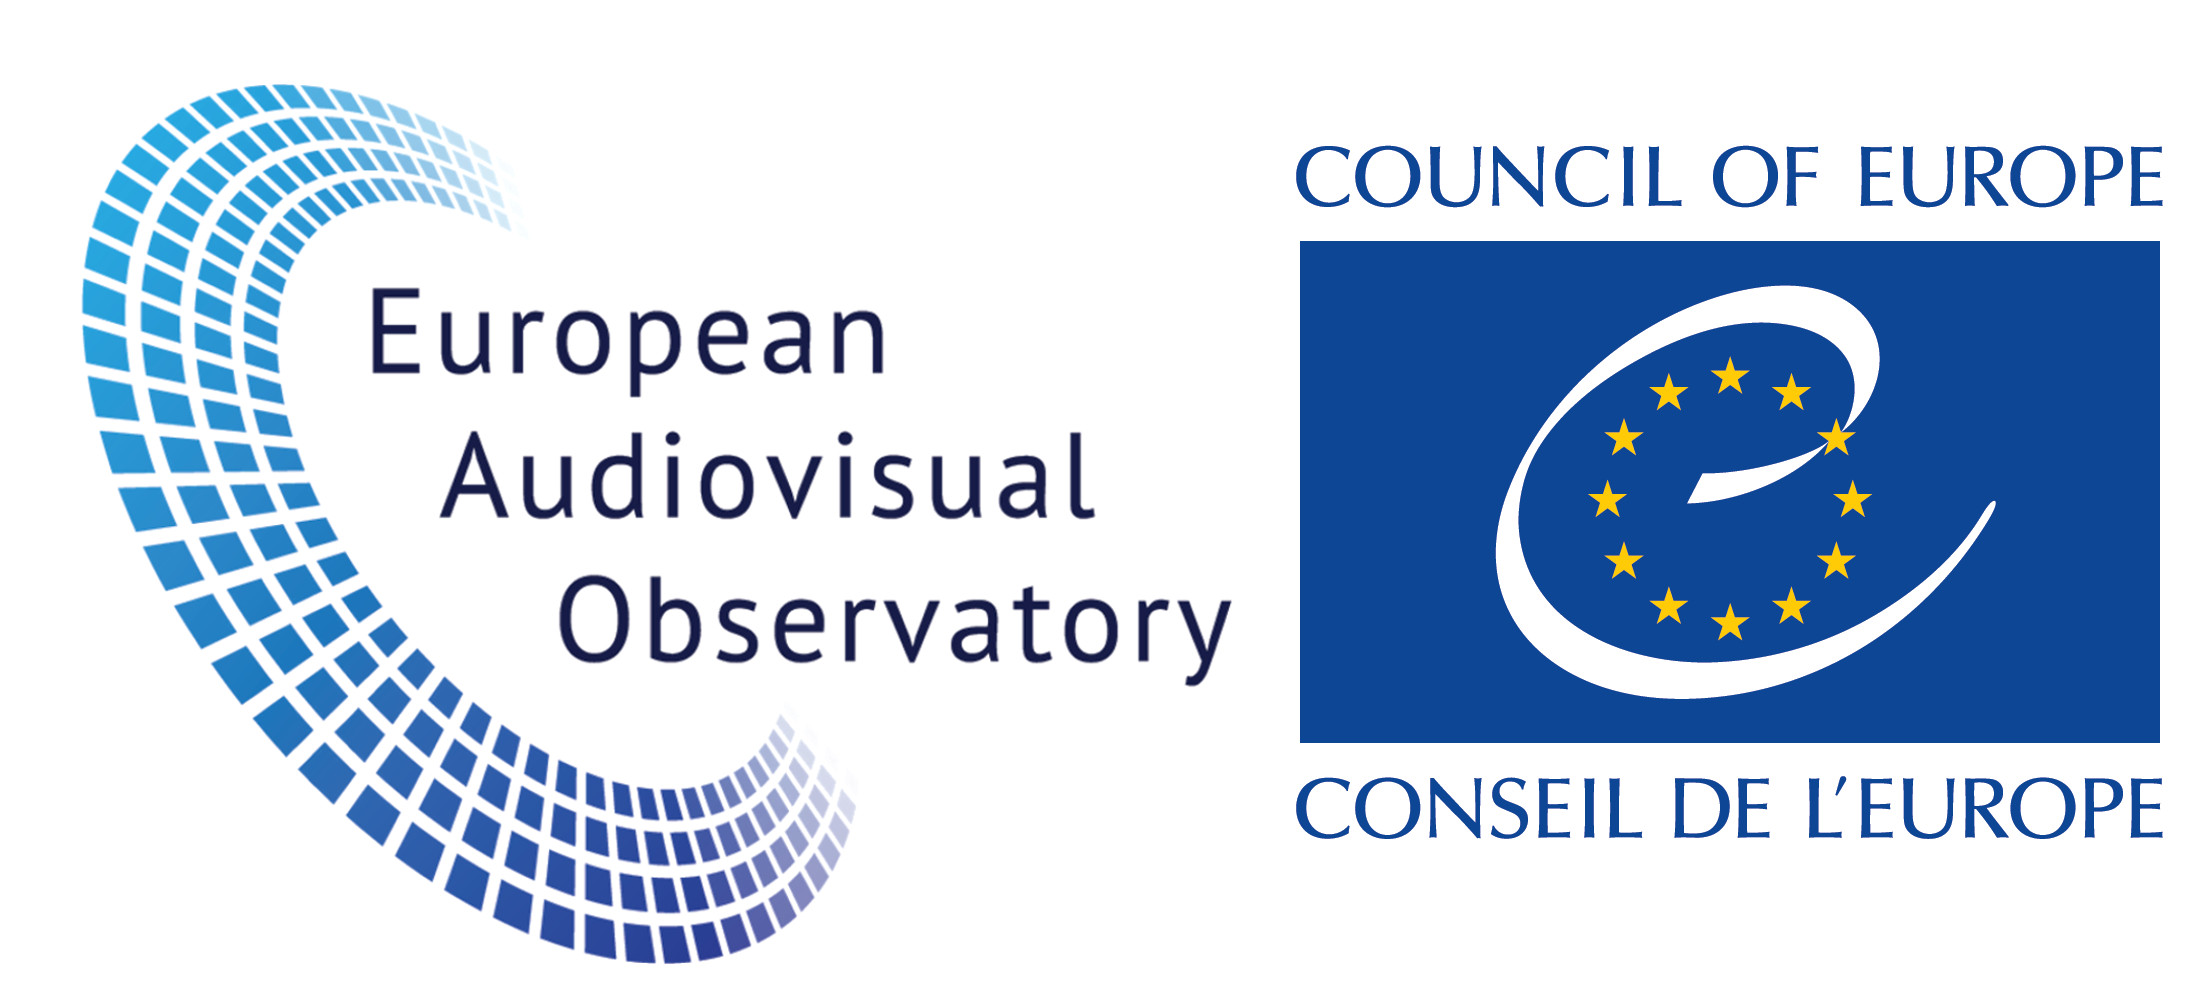 European
Audiovisual
Observatory
COUNCIL OF EUROPE
CONSEIL DE L'EUROPE